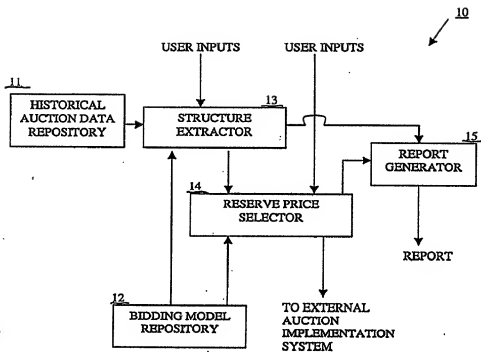 10
USER INPUTS
USER INPUTS
11
HISTORICAL
AUCTION DATA
REPOSITORY
13
STRUCTURE
EXTRACTOR
15
REPORT
GENERATOR
14
RESERVE PRICE
SELECTOR
REPORT
12
BIDDING MODEL
REPOSITORY
TO EXTERNAL
AUCTION
IMPLEMENTATION
SYSTEM